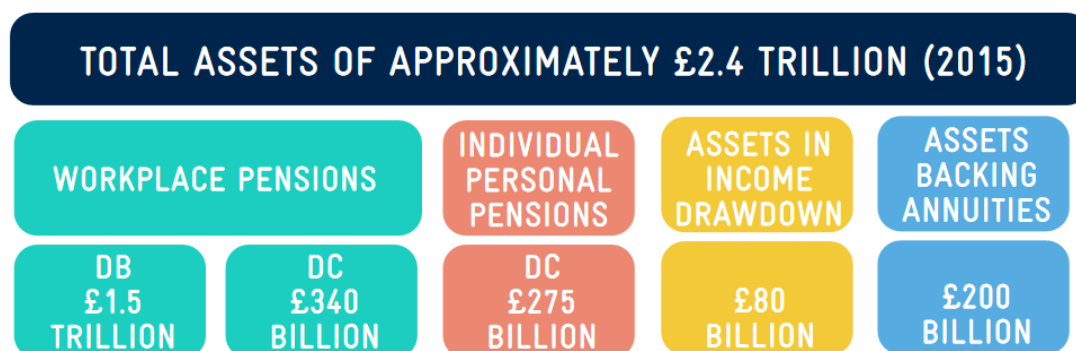 TOTAL ASSETS OF APPROXIMATELY £2.4 TRILLION (2015)
WORKPLACE PENSIONS
INDIVIDUAL
PERSONAL
PENSIONS
ASSETS IN
INCOME
DRAWDOWN
ASSETS
BACKING
ANNUITIES
DB
£1.5
TRILLION
DC
£340
BILLION
DC
£275
BILLION
£80
BILLION
£200
BILLION